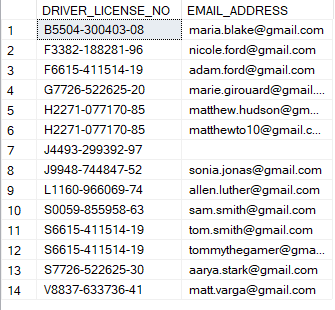 DRIVER_LICENSE_NO EMAIL_ADDRESS
1 B5504-300403-08 maria.blake@gmail.com
2 F3382-188281-96 nicole.ford@gmail.com
3 F6615-411514-19 adam.ford@gmail.com
4 G7726-522625-20 marie.girouard@gmail....
5 H2271-077170-85 matthew.hudson@gm...
6 H2271-077170-85 matthewto10@gmail.c...
7 J4493-299392-97
8 J9948-744847-52 sonia.jonas@gmail.com
9 L1160-966069-74 allen.luther@gmail.com
10 S0059-855958-63 sam.smith@gmail.com
11 S6615-411514-19 tom.smith@gmail.com
12 S6615-411514-19 tommythegamer@gma...
13 S7726-522625-30 aarya.stark@gmail.com
14 V8837-633736-41 matt.varga@gmail.com